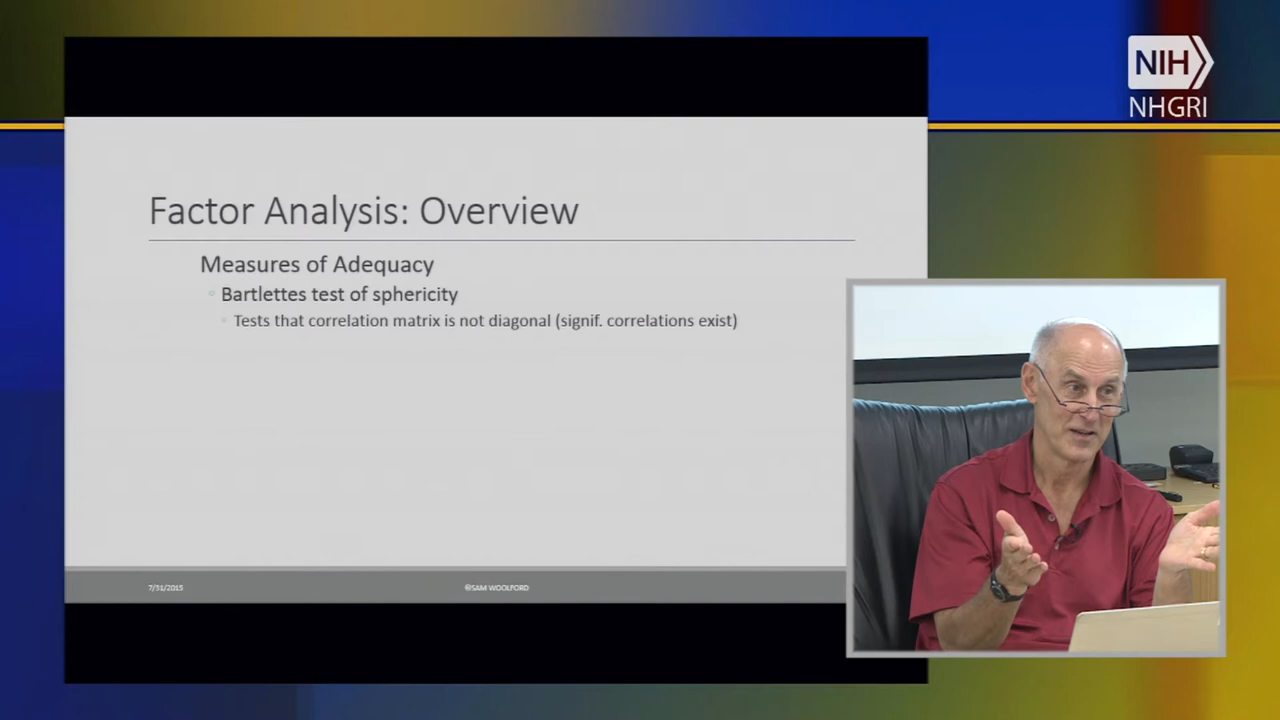 NIH
NHGRI
Factor Analysis: Overview
Measures of Adequacy
Bartlettes test of sphericity
Tests that correlation matrix is not diagonal (signif. correlations exist)
7/31/2015
@SAM WOOLFORD